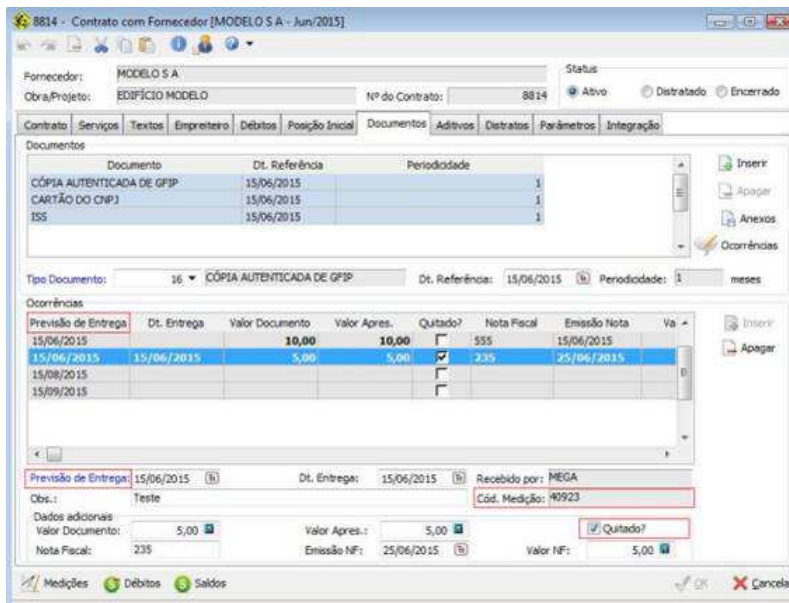 8814 - Contrato com Fornecedor [MODELO S A - Jun/2015]
Fornecedor: MODELO S A
Status
Obra/Projeto: EDIFÍCIO MODELO Nº do Contrato: 8814 Ativo Distratado Encerrado
Contrato Serviços Textos Empreiteiro Débitos Posição Inicial Documentos Aditivos Distratos Parâmetros Integração
Documentos
Documento Dt. Referência Periodicidade
CÓPIA AUTENTICADA DE GFIP 15/06/2015 1
CARTÃO DO CNPJ 15/06/2015 1
ISS 15/06/2015 1
Inserir
Apagar
Anexos
Ocorrências
Tipo Documento: 16 CÓPIA AUTENTICADA DE GFIP Dt. Referência: 15/06/2015 Periodicidade: 1 meses
Ocorrências
Previsão de Entrega Dt. Entrega Valor Documento Valor Apres. Quitado? Nota Fiscal Emissão Nota Va
15/06/2015 10,00 10,00 555 15/06/2015
15/06/2015 15/06/2015 5,00 5,00 235 25/06/2015
15/08/2015
15/09/2015
Inserir
Apagar
Previsão de Entrega: 15/06/2015 Dt. Entrega: 15/06/2015 Recebido por: MEGA
Obs.: Teste Cód. Medição: 40923
Dados adicionais
Valor Documento: 5,00 Valor Apres.: 5,00 Quitado?
Nota Fiscal: 235 Emissão NF: 25/06/2015 Valor NF: 5,00
Medições Débitos Saldos OK Cancela